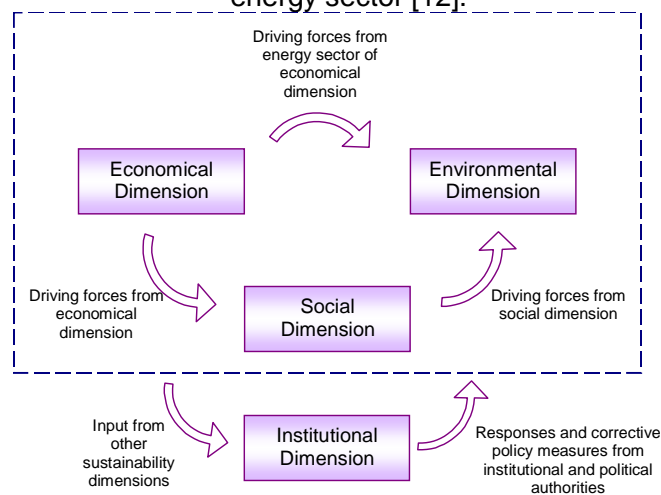 energy sector [12].
Driving forces from
energy sector of
economical
dimension
Economical
Dimension
Environmental
Dimension
Driving forces from
economical
dimension
Social
Dimension
Driving forces from
social dimension
Input from
other
sustainability
dimensions
Institutional
Dimension
Responses and corrective
policy measures from
institutional and political
authorities